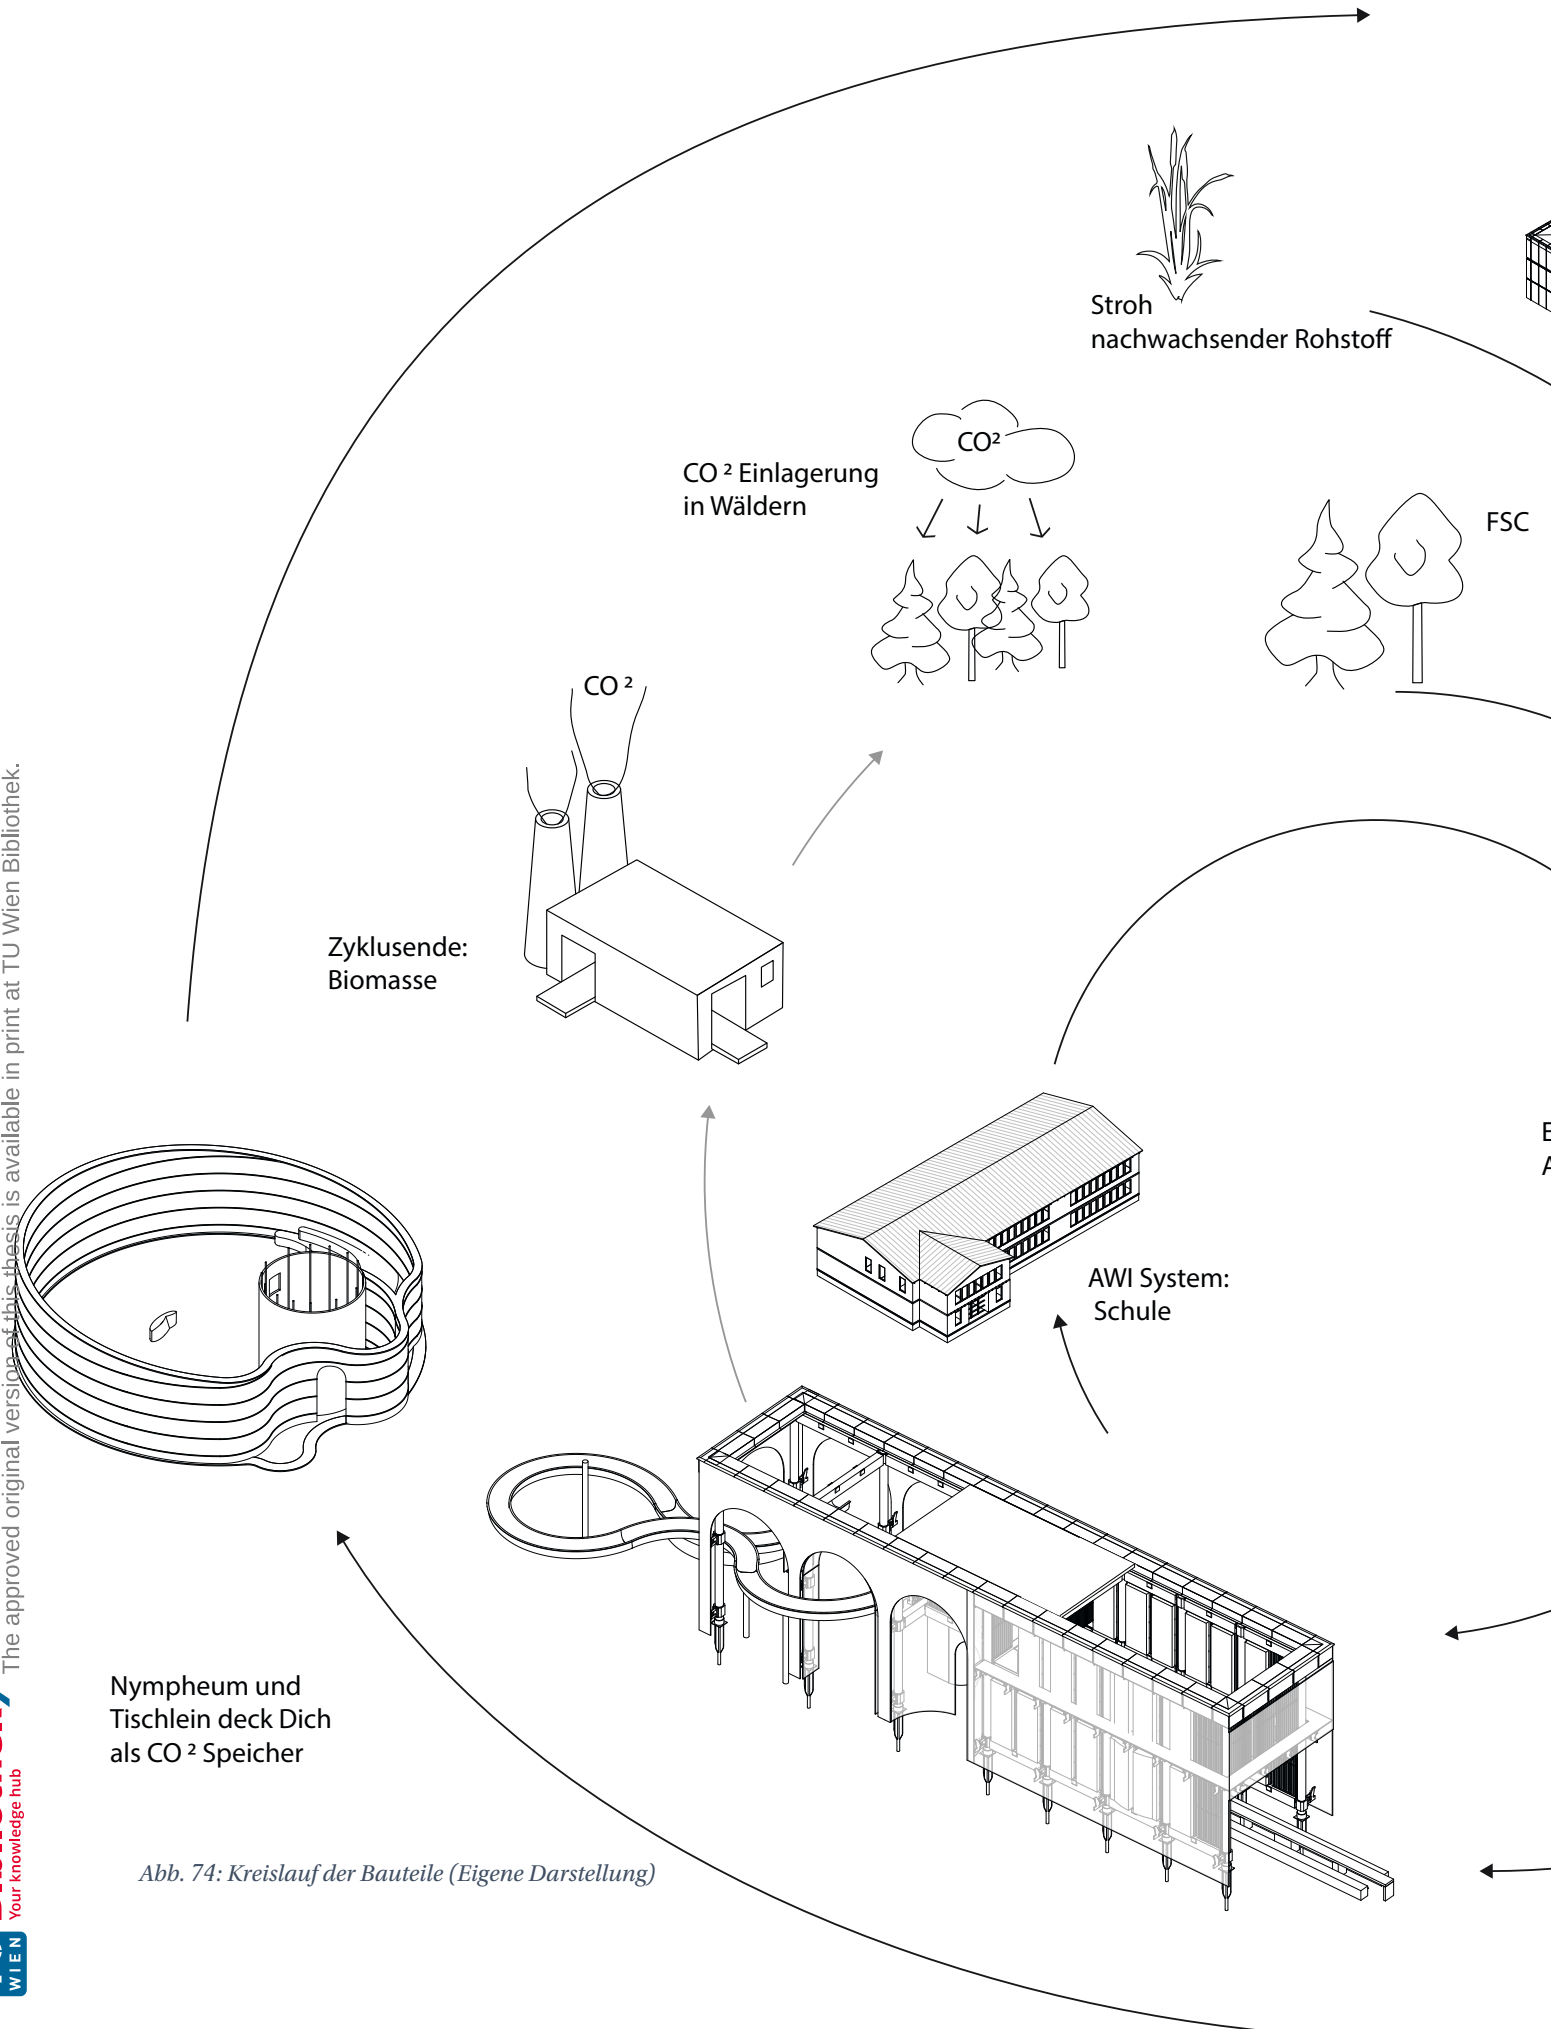 Stroh
nachwachsender Rohstoff
CO²
CO ² Einlagerung
in Wäldern
FSC
CO ²
Zyklusende:
Biomasse
AWI System:
Schule
Nympheum und
Tischlein deck Dich
als CO ² Speicher
Abb. 74: Kreislauf der Bauteile (Eigene Darstellung)
The approved original version of this thesis is available in print at TU Wien Bibliothek.
Your knowledge hub
WIEN